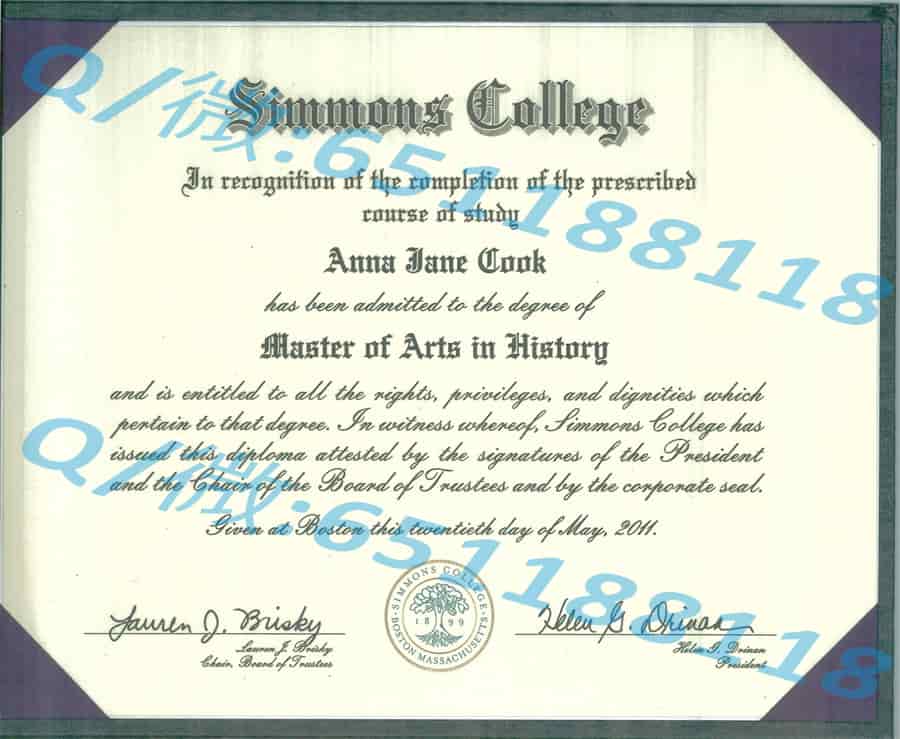 Simmons College
In recognition of the completion of the prescribed
course of study
Anna Jane Cook
has been admitted to the degree of
Master of Arts in History
and is entitled to all the rights, privileges, and dignities which
pertain to that degree. In witness whereof, Simmons College has
issued this diploma attested by the signatures of the President
and the Chair of the Board of Trustees and by the corporate seal.
Given at Boston this twentieth day of May, 2011.
SIMMONS COLLEGE
1899
BOSTON MASSACHUSETTS
Lauren J. Brisky
Lauren J. Brisky
Chair, Board of Trustees
Helen G. Drinan
Helen G. Drinan
President
Q/微:651188118
Q/微:651188118